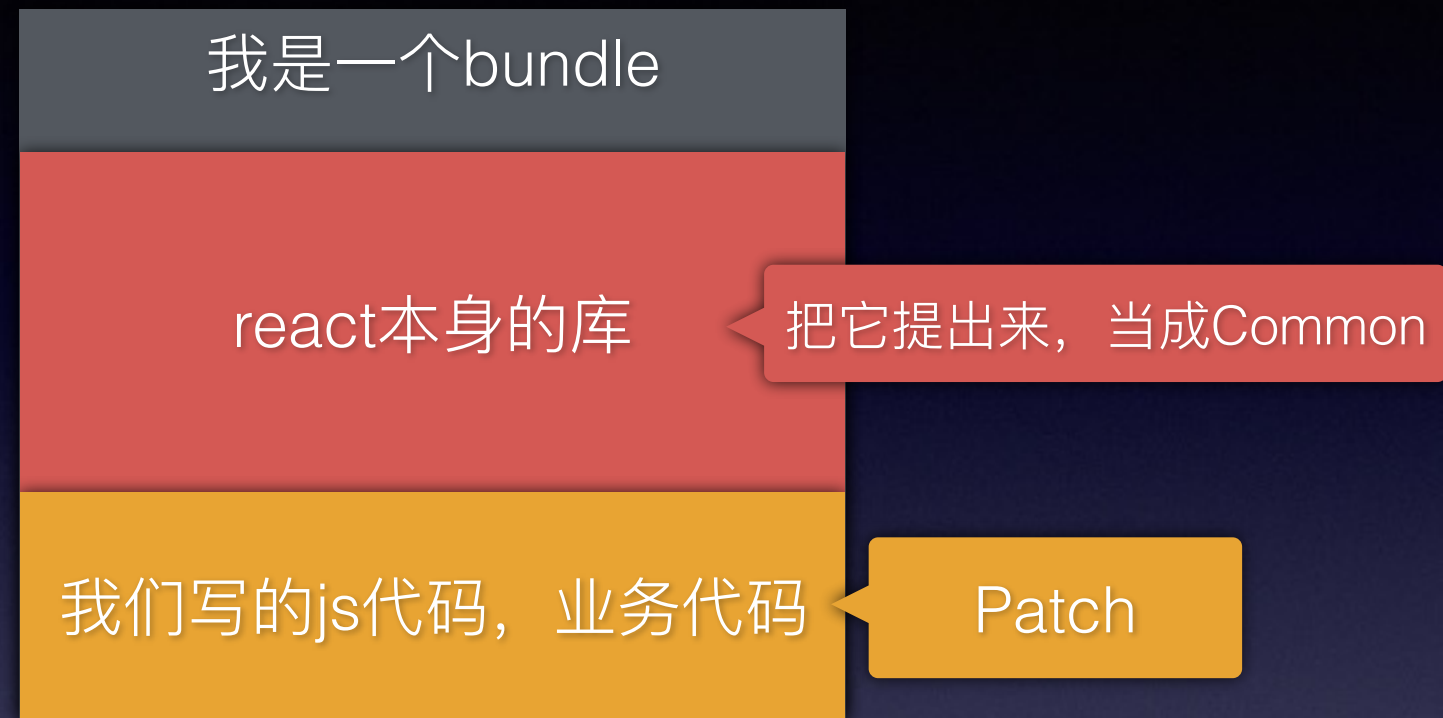 我是一个bundle
react本身的库
把它提出来，当成Common
我们写的js代码，业务代码
Patch